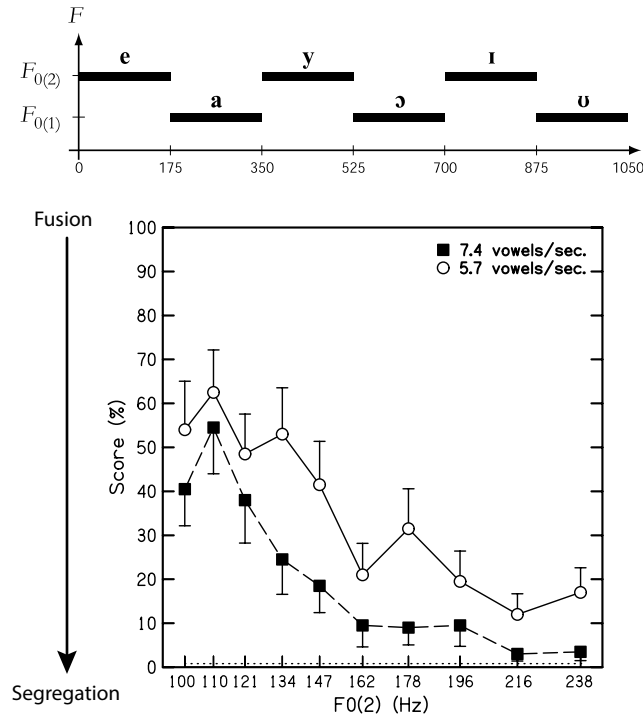 F
e y ɪ
F0(2)
a ɔ ʊ
F0(1)
0 175 350 525 700 875 1050
Fusion
100
90
80
70
60
50
40
30
20
10
0
Score (%)
■ 7.4 vowels/sec.
○ 5.7 vowels/sec.
100 110 121 134 147 162 178 196 216 238
Segregation
F0(2) (Hz)